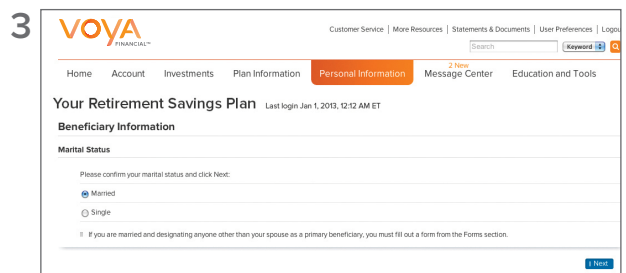 3
VOYA
FINANCIAL™
Customer Service | More Resources | Statements & Documents | User Preferences | Logou
Search Keyword
Home Account Investments Plan Information Personal Information 2 New Message Center Education and Tools
Your Retirement Savings Plan Last login Jan 1, 2013, 12:12 AM ET
Beneficiary Information
Marital Status
Please confirm your marital status and click Next:
Married
Single
If you are married and designating anyone other than your spouse as a primary beneficiary, you must fill out a form from the Forms section.
Next